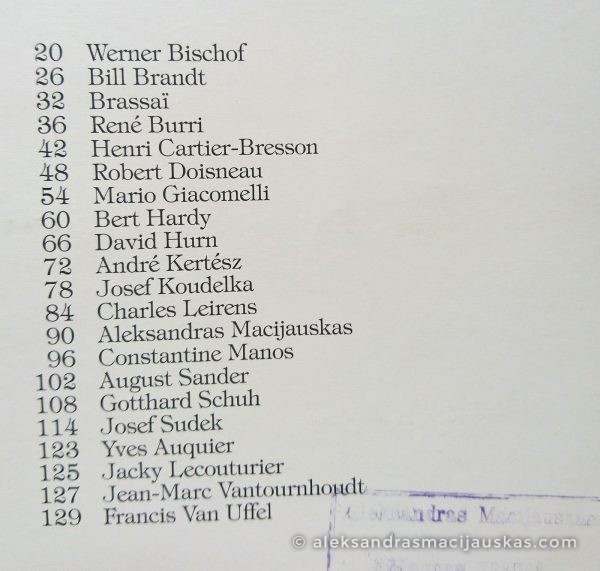 20 Werner Bischof
26 Bill Brandt
32 Brassaï
36 René Burri
42 Henri Cartier-Bresson
48 Robert Doisneau
54 Mario Giacomelli
60 Bert Hardy
66 David Hurn
72 André Kertész
78 Josef Koudelka
84 Charles Leirens
90 Aleksandras Macijauskas
96 Constantine Manos
102 August Sander
108 Gotthard Schuh
114 Josef Sudek
123 Yves Auquier
125 Jacky Lecouturier
127 Jean-Marc Vantournhoudt
129 Francis Van Uffel
Aleksandras Macijauskas
© aleksandrasmacijauskas.com